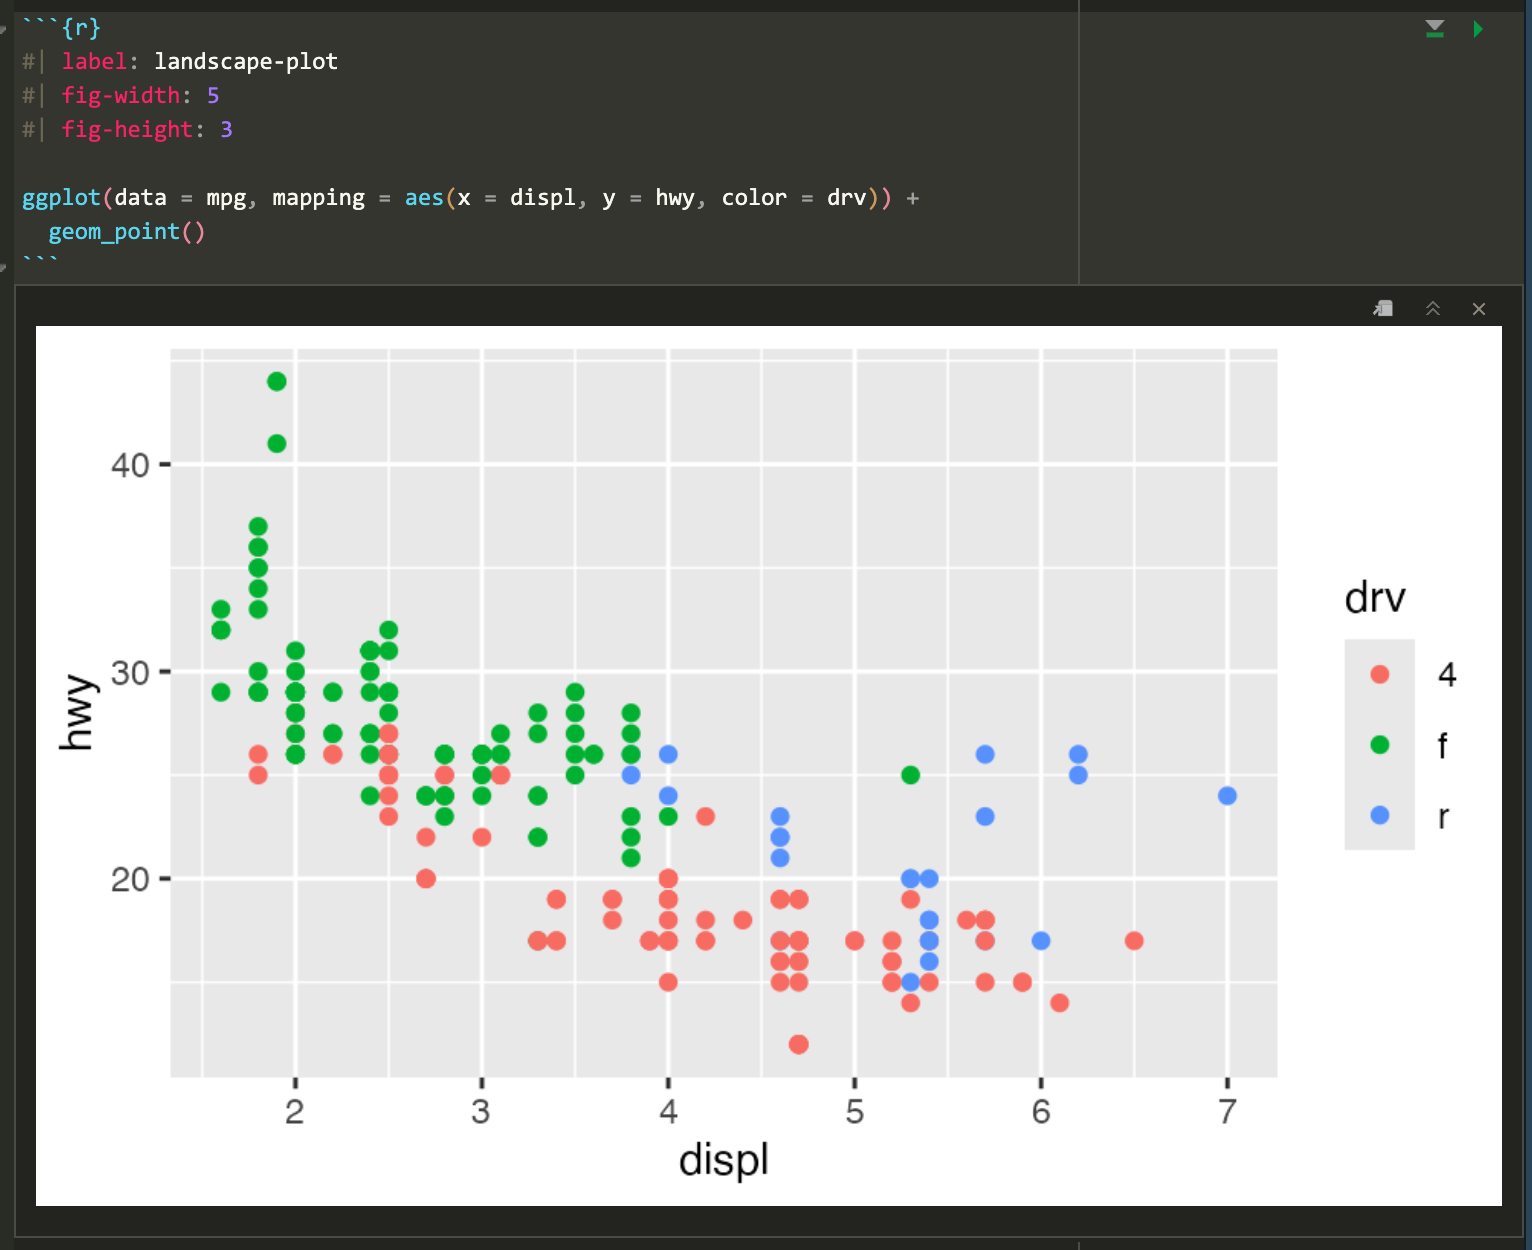 ```{r}
#| label: landscape-plot
#| fig-width: 5
#| fig-height: 3
ggplot(data = mpg, mapping = aes(x = displ, y = hwy, color = drv)) +
  geom_point()
```
40
30
20
hwy
2 3 4 5 6 7
displ
drv
4
f
r